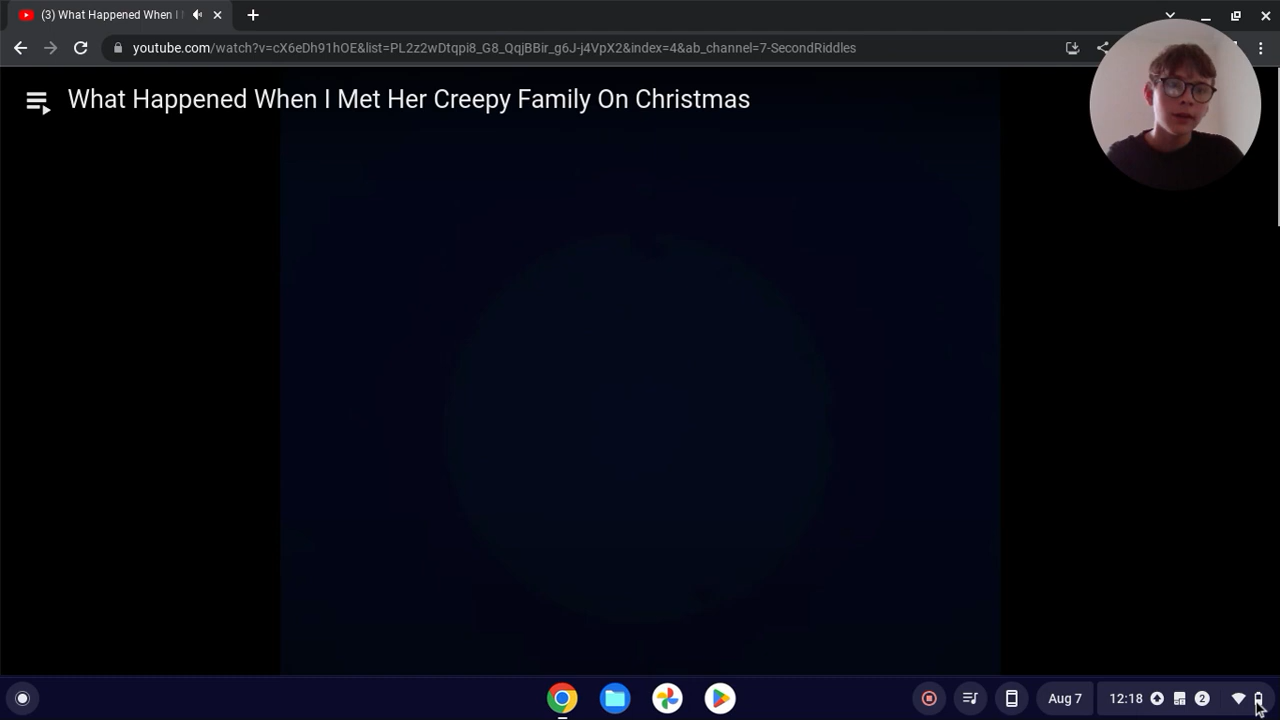 (3) What Happened When I
youtube.com/watch?v=cX6eDh91hOE&list=PL2z2wDtqpi8_G8_QqjBBir_g6J-j4VpX2&index=4&ab_channel=7-SecondRiddles
What Happened When I Met Her Creepy Family On Christmas
Aug 7
12:18
2